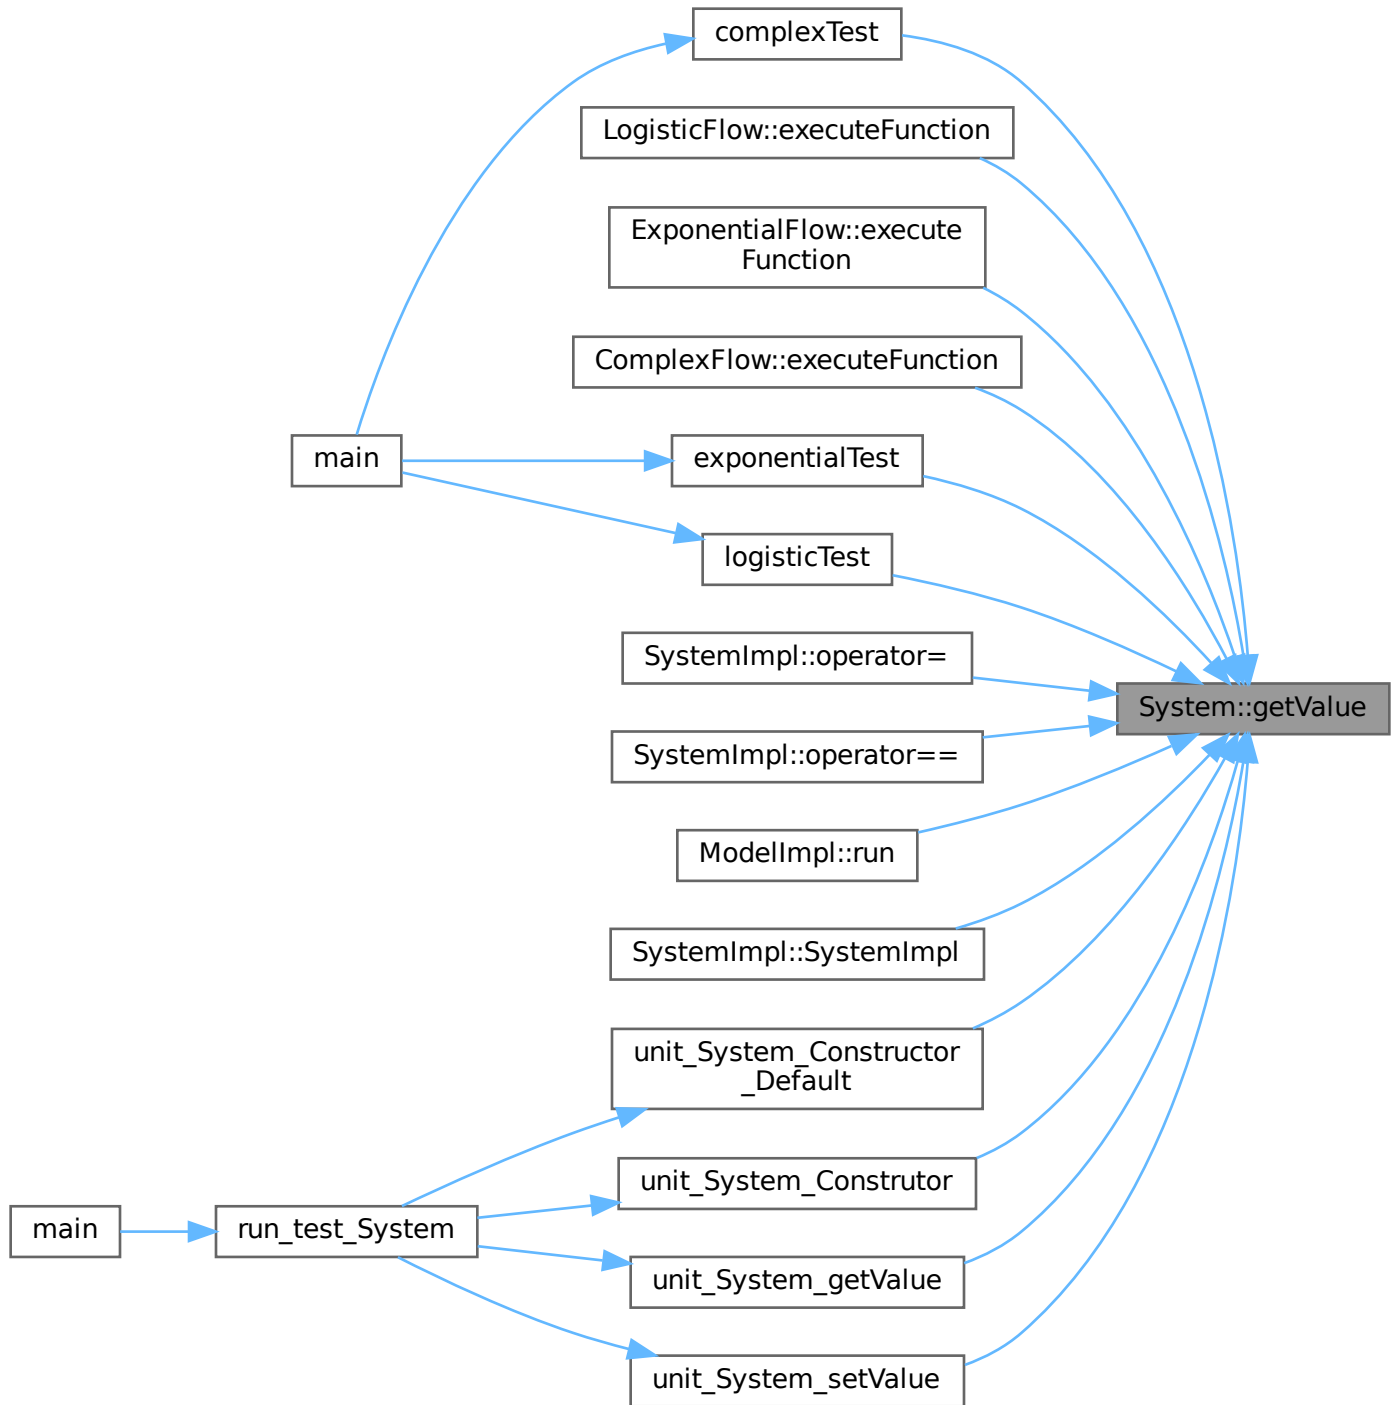 complexTest
LogisticFlow::executeFunction
ExponentialFlow::execute
Function
ComplexFlow::executeFunction
main
exponentialTest
logisticTest
SystemImpl::operator=
System::getValue
SystemImpl::operator==
ModelImpl::run
SystemImpl::SystemImpl
unit_System_Constructor
_Default
unit_System_Construtor
main
run_test_System
unit_System_getValue
unit_System_setValue